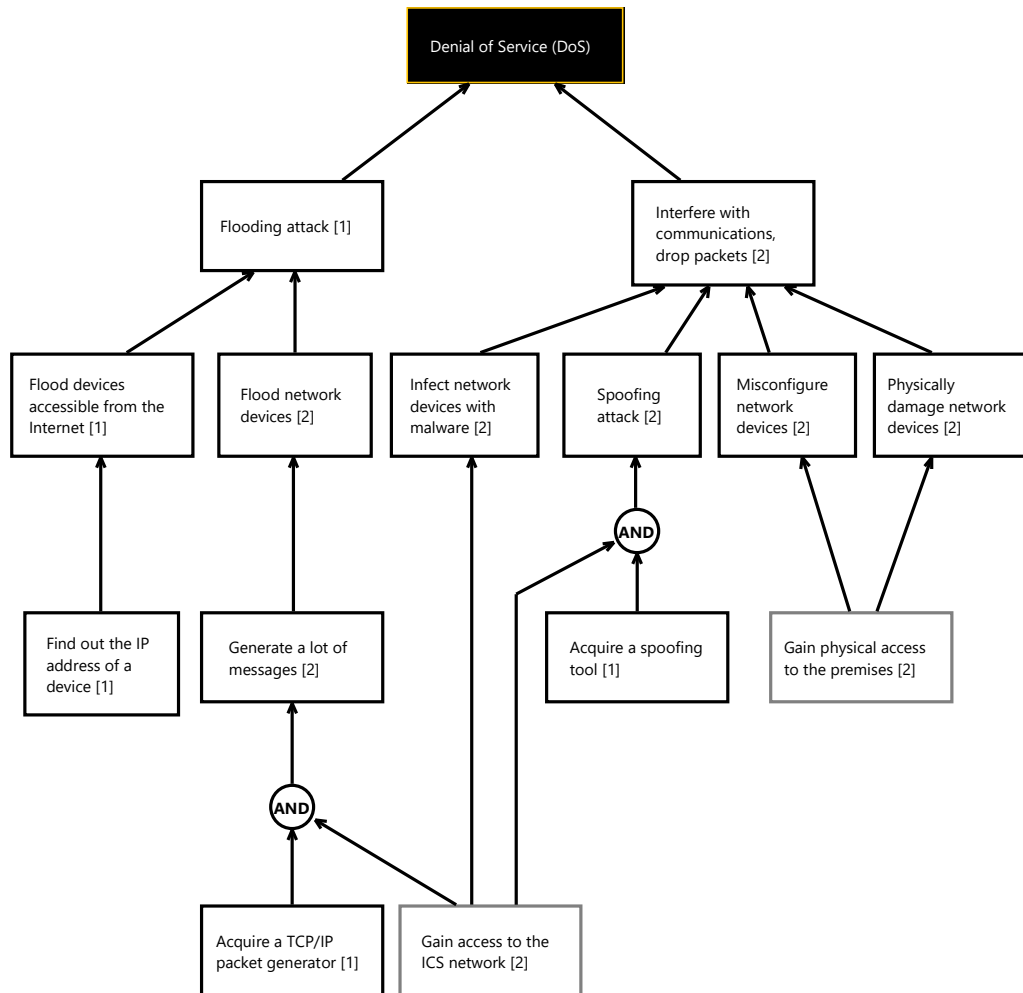 Denial of Service (DoS)
Flooding attack [1]
Interfere with
communications,
drop packets [2]
Flood devices
accessible from the
Internet [1]
Flood network
devices [2]
Infect network
devices with
malware [2]
Spoofing
attack [2]
Misconfigure
network
devices [2]
Physically
damage network
devices [2]
AND
Find out the IP
address of a
device [1]
Generate a lot of
messages [2]
Acquire a spoofing
tool [1]
Gain physical access
to the premises [2]
AND
Acquire a TCP/IP
packet generator [1]
Gain access to the
ICS network [2]